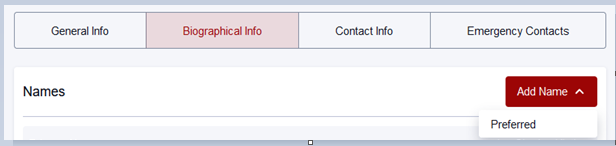 General Info Biographical Info Contact Info Emergency Contacts
Names Add Name
Preferred